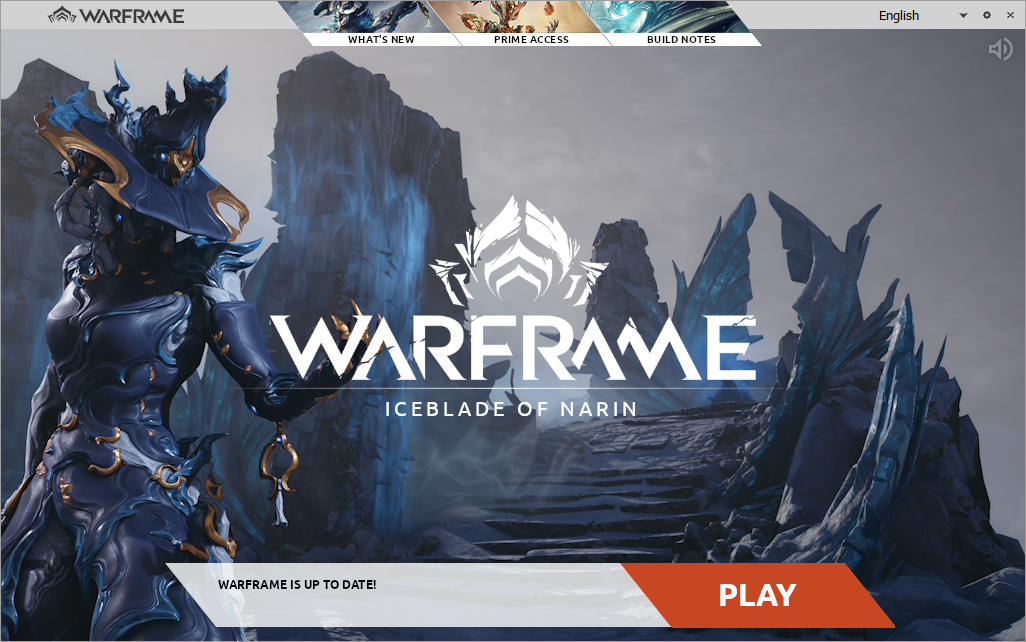 WARFRAME
WHAT'S NEW
PRIME ACCESS
BUILD NOTES
English
WARFRAME
ICEBLADE OF NARIN
WARFRAME IS UP TO DATE!
PLAY